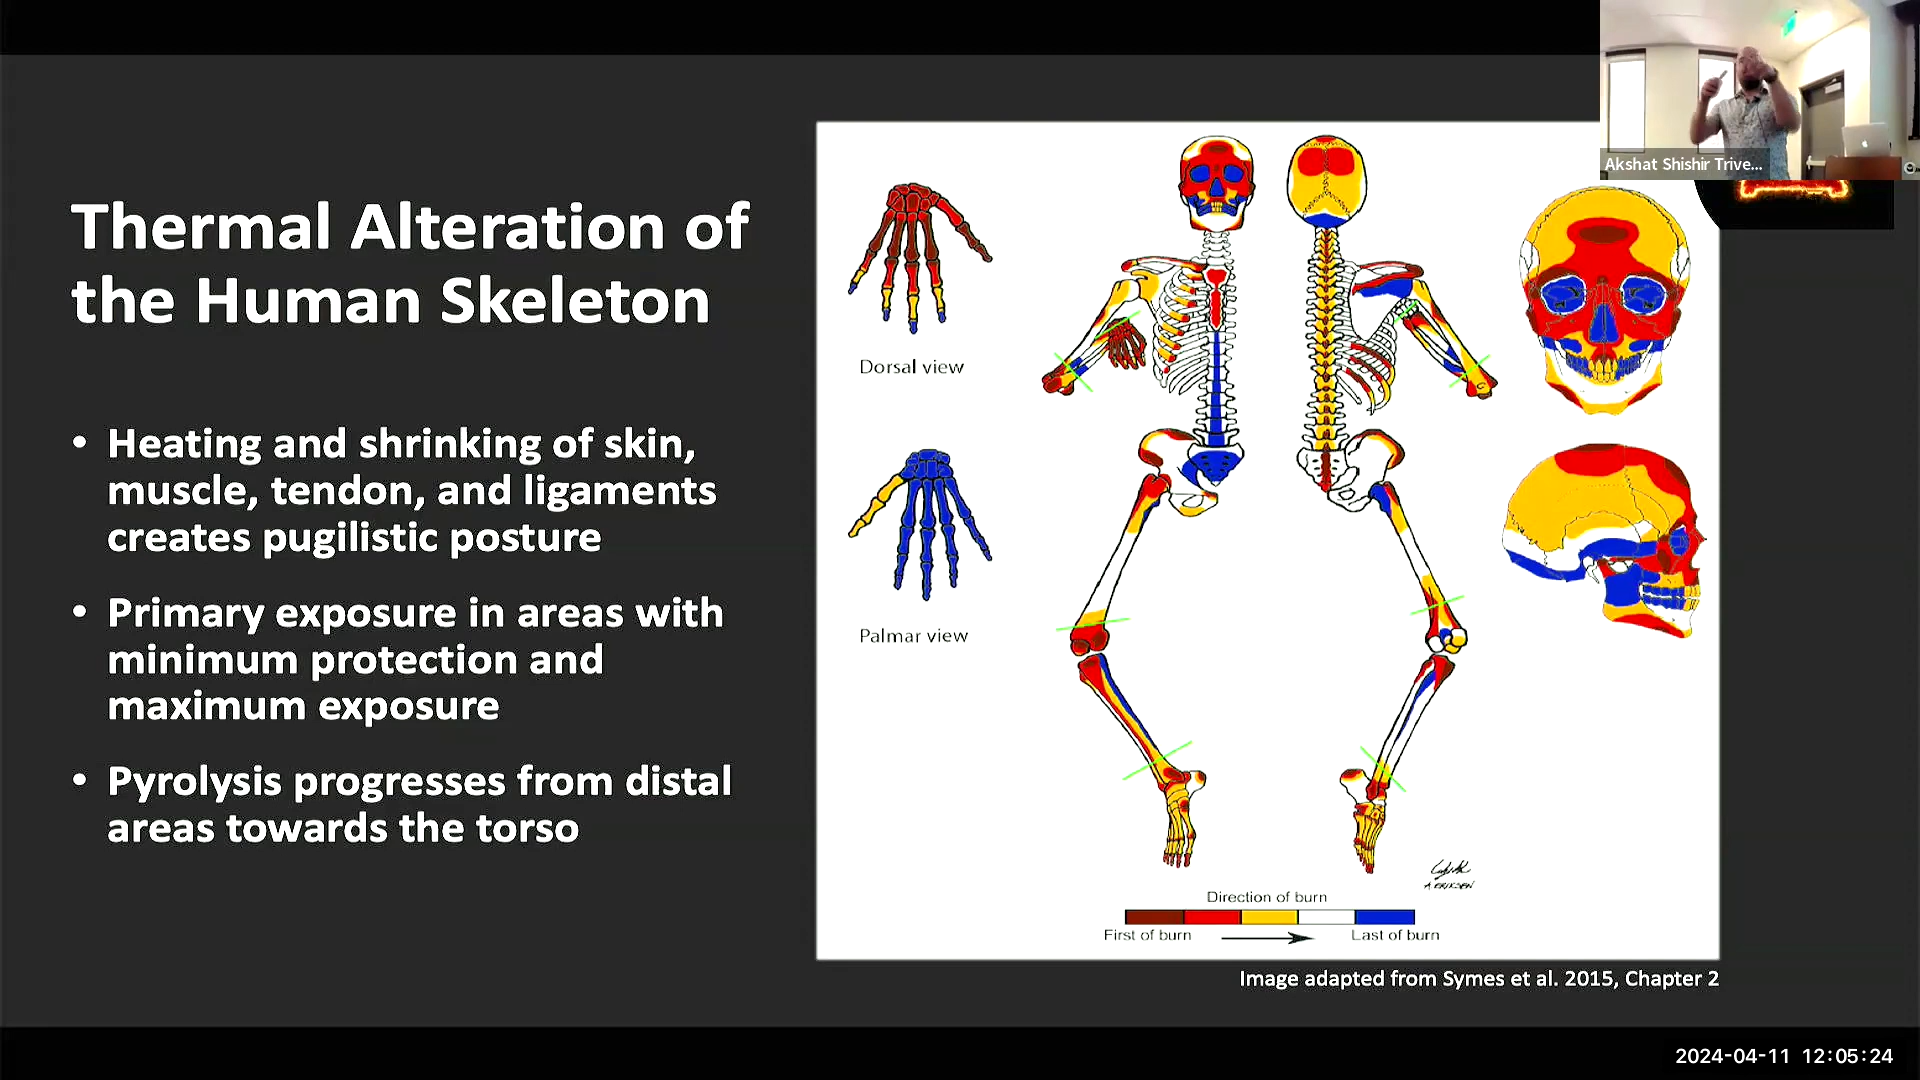 Akshat Shishir Trive...
Thermal Alteration of
the Human Skeleton
• Heating and shrinking of skin,
muscle, tendon, and ligaments
creates pugilistic posture
• Primary exposure in areas with
minimum protection and
maximum exposure
• Pyrolysis progresses from distal
areas towards the torso
Dorsal view
Palmar view
A. ERIKSEN
Direction of burn
First of burn
Last of burn
Image adapted from Symes et al. 2015, Chapter 2
2024-04-11 12:05:24